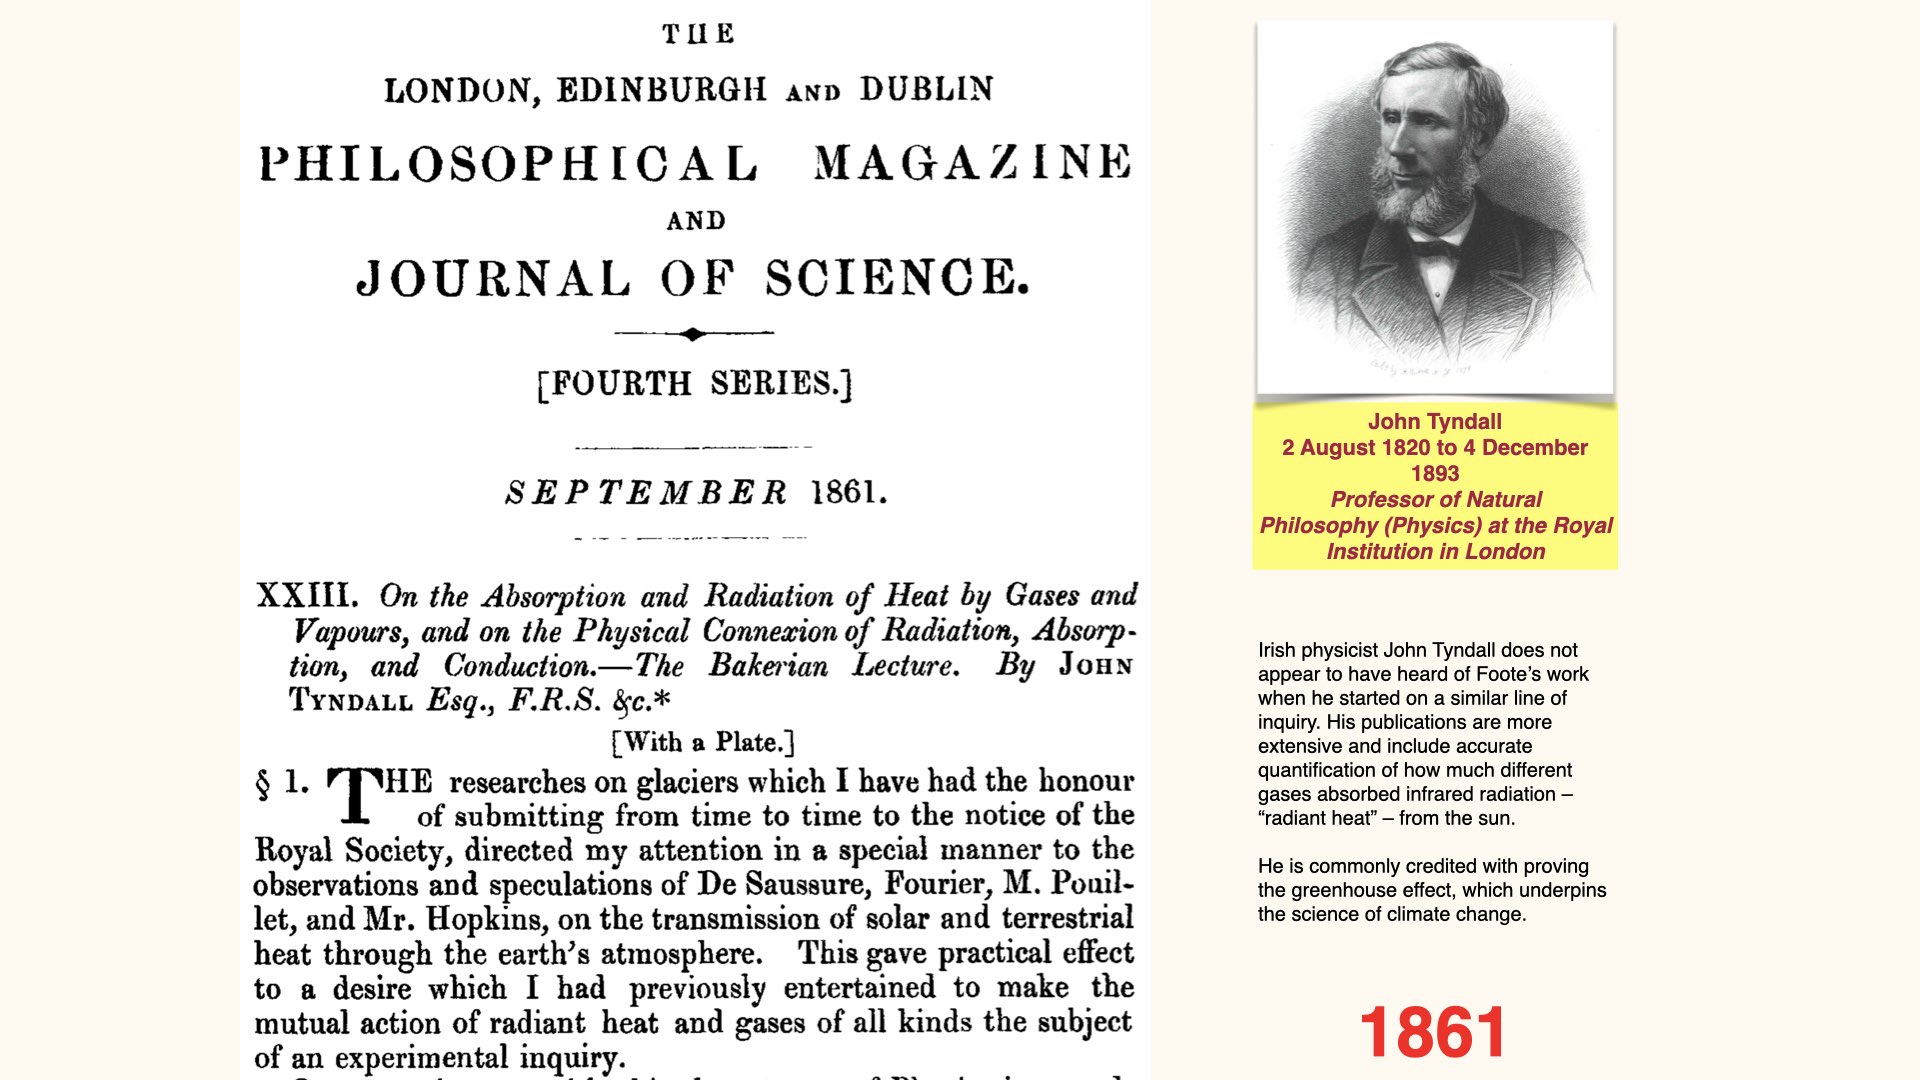 THE
LONDON, EDINBURGH AND DUBLIN
PHILOSOPHICAL MAGAZINE
AND
JOURNAL OF SCIENCE.
[FOURTH SERIES.]
SEPTEMBER 1861.
XXIII. On the Absorption and Radiation of Heat by Gases and
Vapours, and on the Physical Connexion of Radiation, Absorp-
tion, and Conduction.—The Bakerian Lecture. By JOHN
TYNDALL Esq., F.R.S. &c.*
[With a Plate.]
§ 1. THE researches on glaciers which I have had the honour
of submitting from time to time to the notice of the
Royal Society, directed my attention in a special manner to the
observations and speculations of De Saussure, Fourier, M. Pouil-
let, and Mr. Hopkins, on the transmission of solar and terrestrial
heat through the earth's atmosphere. This gave practical effect
to a desire which I had previously entertained to make the
mutual action of radiant heat and gases of all kinds the subject
of an experimental inquiry.
John Tyndall
2 August 1820 to 4 December
1893
Professor of Natural
Philosophy (Physics) at the Royal
Institution in London
Irish physicist John Tyndall does not
appear to have heard of Foote's work
when he started on a similar line of
inquiry. His publications are more
extensive and include accurate
quantification of how much different
gases absorbed infrared radiation –
“radiant heat” – from the sun.
He is commonly credited with proving
the greenhouse effect, which underpins
the science of climate change.
1861